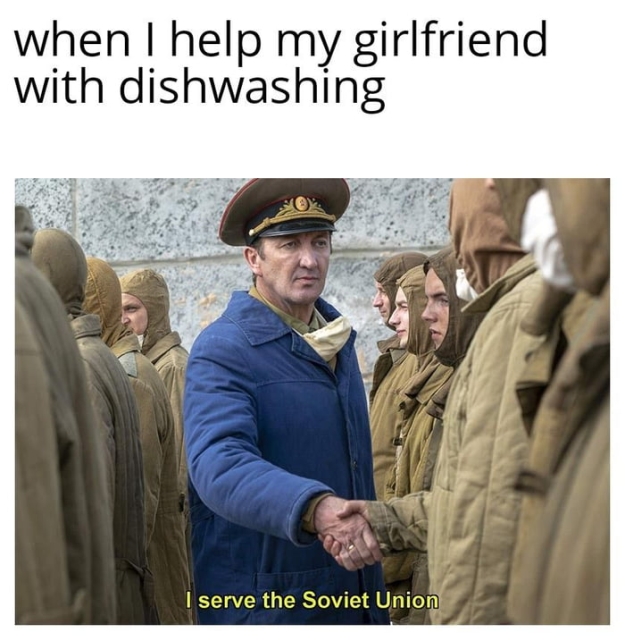 when I help my girlfriend
with dishwashing
I serve the Soviet Union